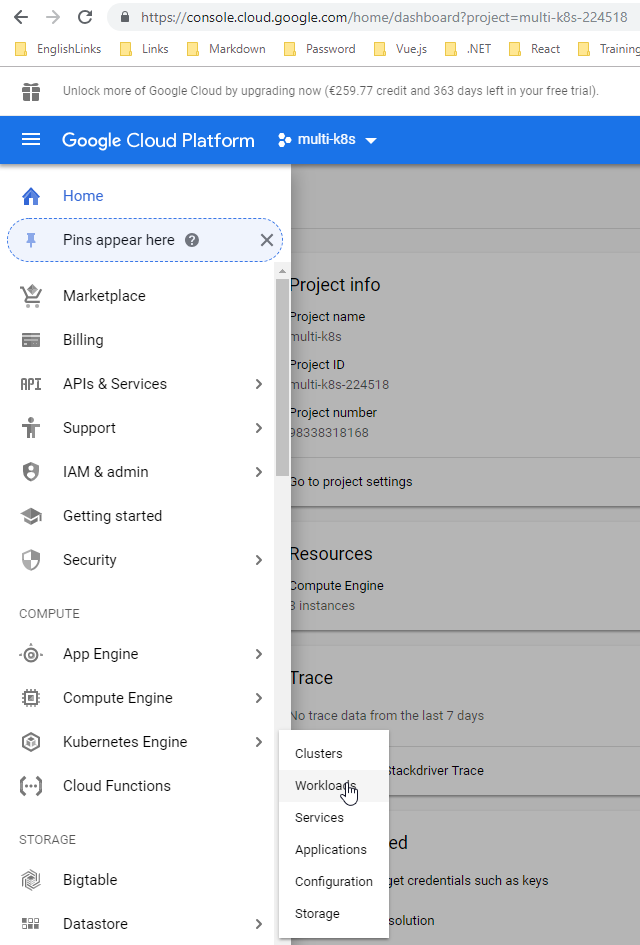 https://console.cloud.google.com/home/dashboard?project=multi-k8s-224518
EnglishLinks Links Markdown Password Vue.js .NET React Training
Unlock more of Google Cloud by upgrading now (€259.77 credit and 363 days left in your free trial).
Google Cloud Platform multi-k8s
Home
Pins appear here
Marketplace
Billing
API APIs & Services
Support
IAM & admin
Getting started
Security
COMPUTE
App Engine
Compute Engine
Kubernetes Engine
Cloud Functions
STORAGE
Bigtable
Datastore
Project info
Project name
multi-k8s
Project ID
multi-k8s-224518
Project number
98338318168
Go to project settings
Resources
Compute Engine
3 instances
Trace
No trace data from the last 7 days
Stackdriver Trace
get credentials such as keys
Clusters
Workloads
Services
Applications
Configuration
Storage